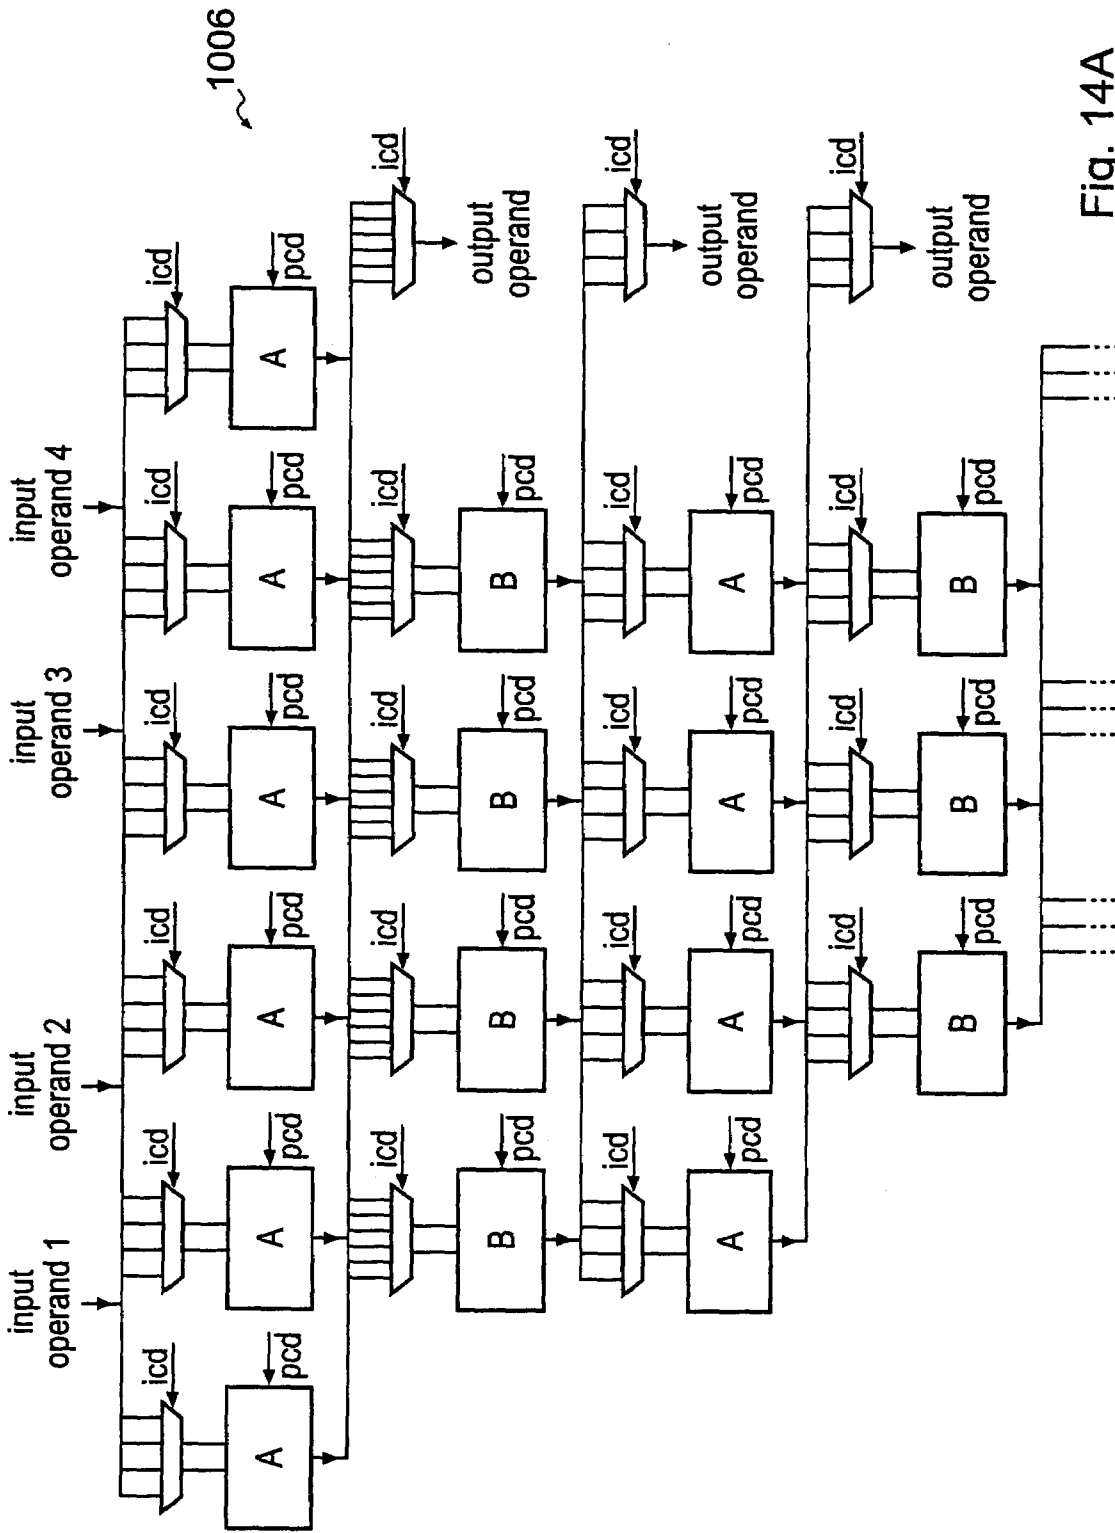 input
operand 1
input
operand 2
input
operand 3
input
operand 4
1006
icd
icd
icd
icd
icd
icd
A
pcd
A
pcd
A
pcd
A
pcd
A
pcd
A
pcd
icd
icd
icd
icd
icd
B
pcd
B
pcd
B
pcd
B
pcd
output
operand
icd
icd
icd
icd
icd
A
pcd
A
pcd
A
pcd
A
pcd
output
operand
icd
icd
icd
icd
B
pcd
B
pcd
B
pcd
output
operand
Fig. 14A